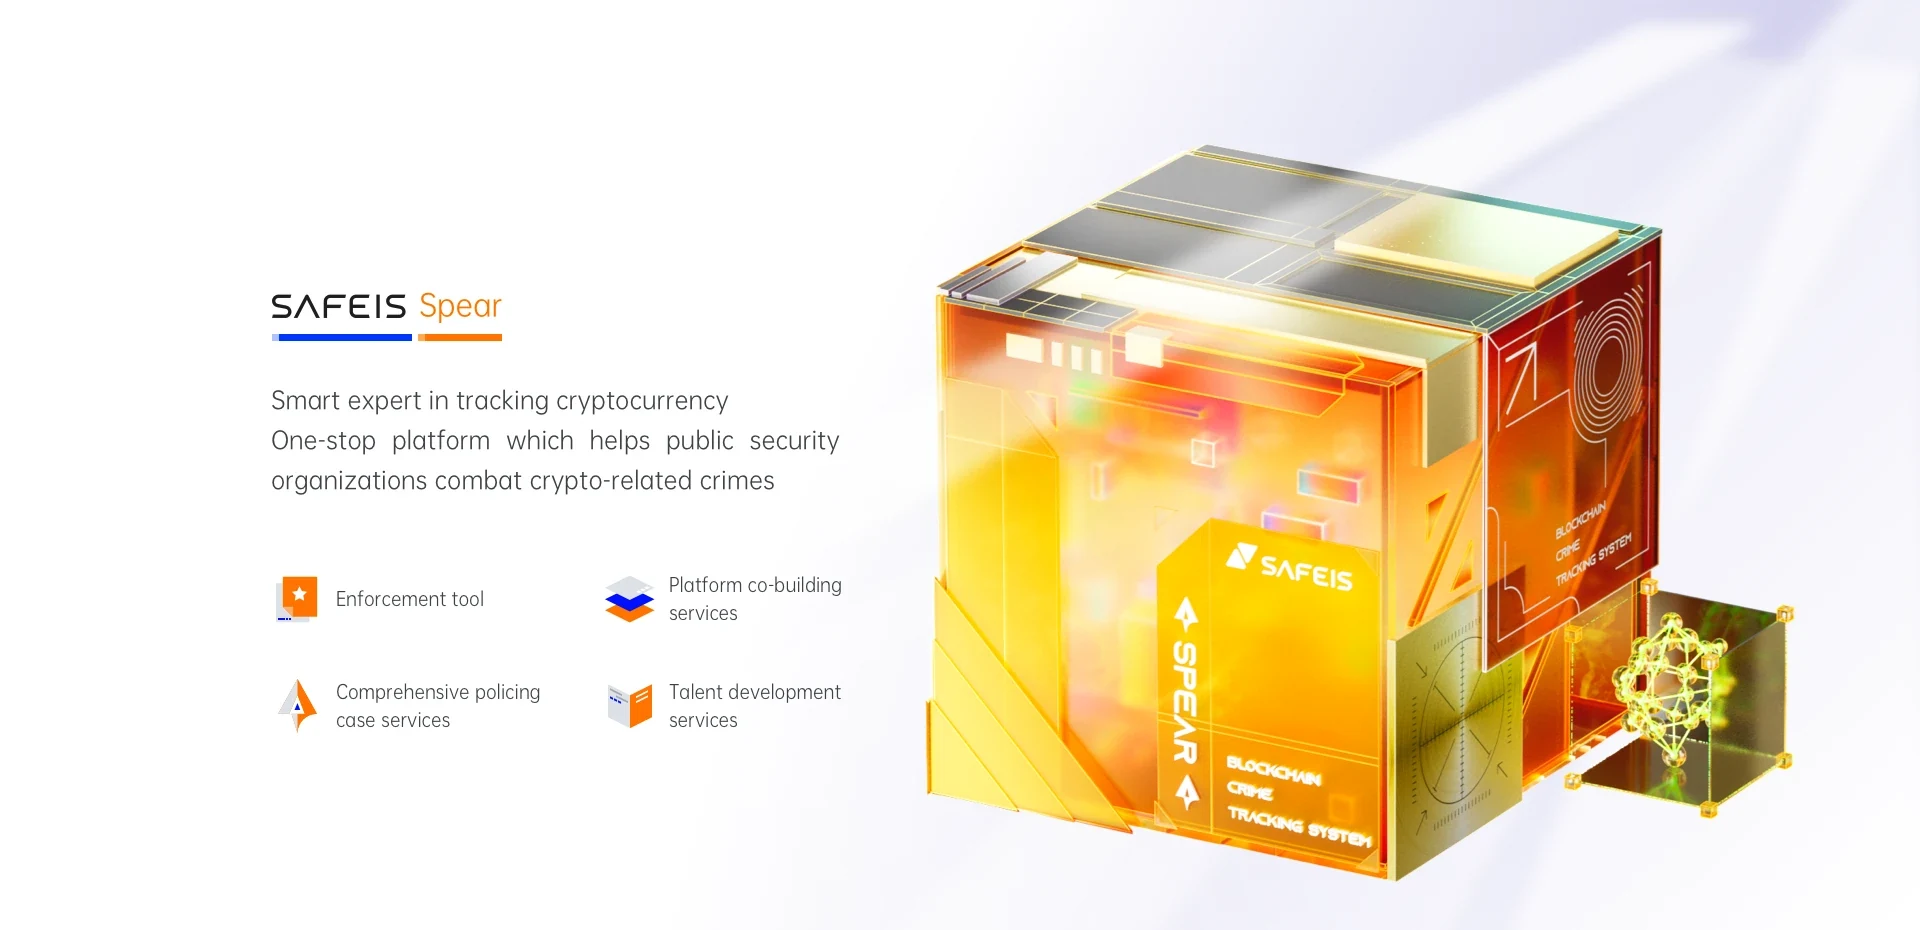 SAFEIS Spear
Smart expert in tracking cryptocurrency
One-stop platform which helps public security
organizations combat crypto-related crimes
Enforcement tool
Platform co-building
services
Comprehensive policing
case services
Talent development
services
SAFEIS
SPEAR
BLOCKCHAIN
CRIME
TRACKING SYSTEM
BLOCKCHAIN
CRIME
TRACKING SYSTEM